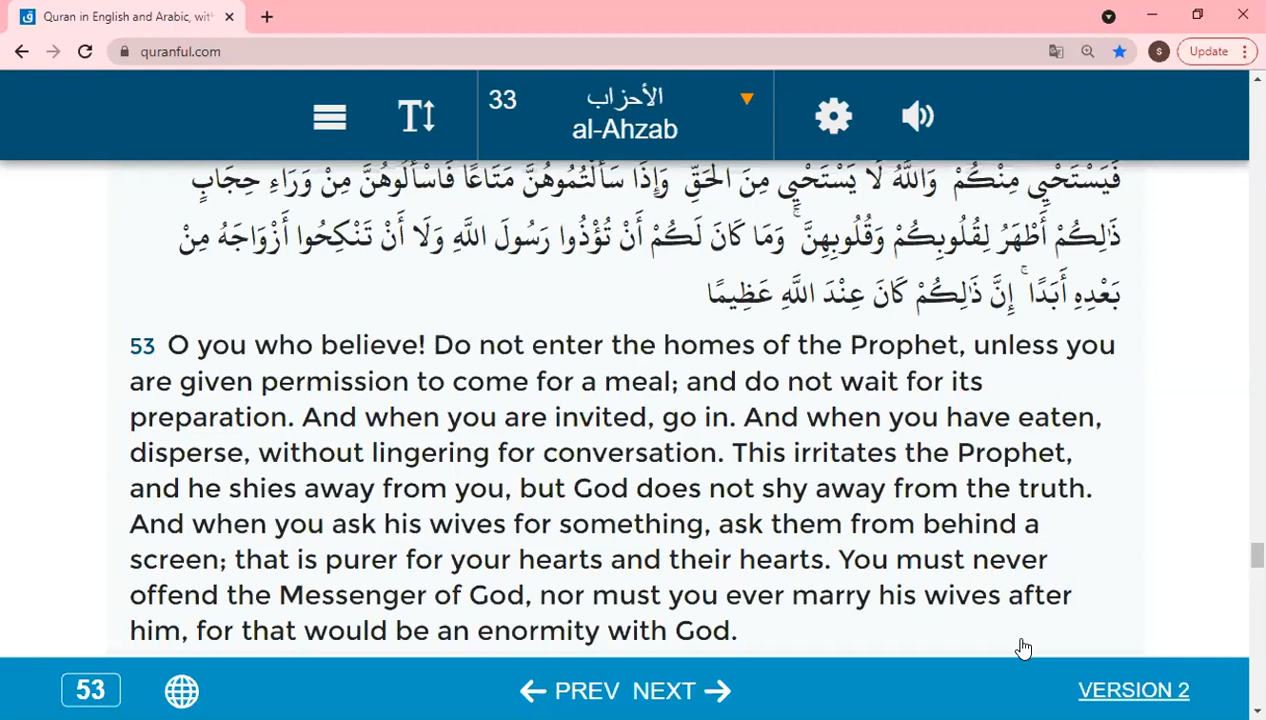 Quran in English and Arabic, wit
quranful.com
S
Update
T
33
الأحزاب
al-Ahzab
فَيَسْتَحْيِي مِنْكُمْ وَاللَّهُ لَا يَسْتَحْيِي مِنَ الْحَقِّ وَإِذَا سَأَلْتُمُوهُنَّ مَتَاعًا فَاسْأَلُوهُنَّ مِنْ وَرَاءِ حِجَابٍ
ذَٰلِكُمْ أَطْهَرُ لِقُلُوبِكُمْ وَقُلُوبِهِنَّ ۚ وَمَا كَانَ لَكُمْ أَنْ تُؤْذُوا رَسُولَ اللَّهِ وَلَا أَنْ تَنْكِحُوا أَزْوَاجَهُ مِنْ
بَعْدِهِ أَبَدًا ۚ إِنَّ ذَٰلِكُمْ كَانَ عِنْدَ اللَّهِ عَظِيمًا
53 O you who believe! Do not enter the homes of the Prophet, unless you
are given permission to come for a meal; and do not wait for its
preparation. And when you are invited, go in. And when you have eaten,
disperse, without lingering for conversation. This irritates the Prophet,
and he shies away from you, but God does not shy away from the truth.
And when you ask his wives for something, ask them from behind a
screen; that is purer for your hearts and their hearts. You must never
offend the Messenger of God, nor must you ever marry his wives after
him, for that would be an enormity with God.
53
PREV NEXT
VERSION 2